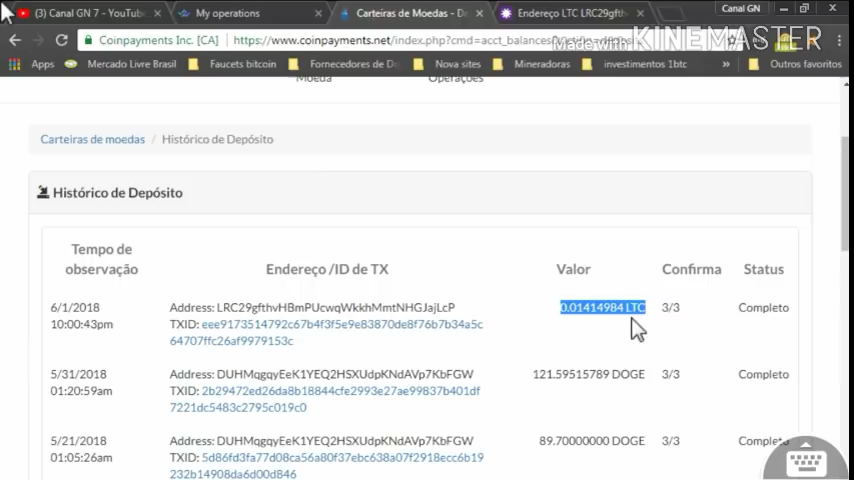 (3) Canal GN 7 - YouTube
My operations
Carteiras de Moedas - De
Endereço LTC LRC29gfth
Canal GN
Coinpayments Inc. [CA]
https://www.coinpayments.net/index.php?cmd=acct_balances
Made with KINEMASTER
Apps
Mercado Livre Brasil
Faucets bitcoin
Fornecedores de D
Nova sites
Mineradoras
investimentos 1btc
»
Outros favoritos
Moeda
Operações
Carteiras de moedas / Histórico de Depósito
Histórico de Depósito
Tempo de
observação
Endereço /ID de TX
Valor
Confirma
Status
6/1/2018
10:00:43pm
Address: LRC29gfthvHBmPUcwqWkkhMmtNHGJajLcP
TXID: eee9173514792c67b4f3f5e9e83870de8f76b7b34a5c
64707ffc26af9979153c
0.01414984 LTC
3/3
Completo
5/31/2018
01:20:59am
Address: DUHMqgqyEeK1YEQ2HSXUdpKNdAVp7KbFGW
TXID: 2b29472ed26da8b18844cfe2993e27ae99837b401df
7221dc5483c2795c019c0
121.59515789 DOGE
3/3
Completo
5/21/2018
01:05:26am
Address: DUHMqgqyEeK1YEQ2HSXUdpKNdAVp7KbFGW
TXID: 5d86fd3fa77d08ca56a80f37ebc638a07f2918ecc6b19
232b14908da6d00d846
89.70000000 DOGE
3/3
Completo